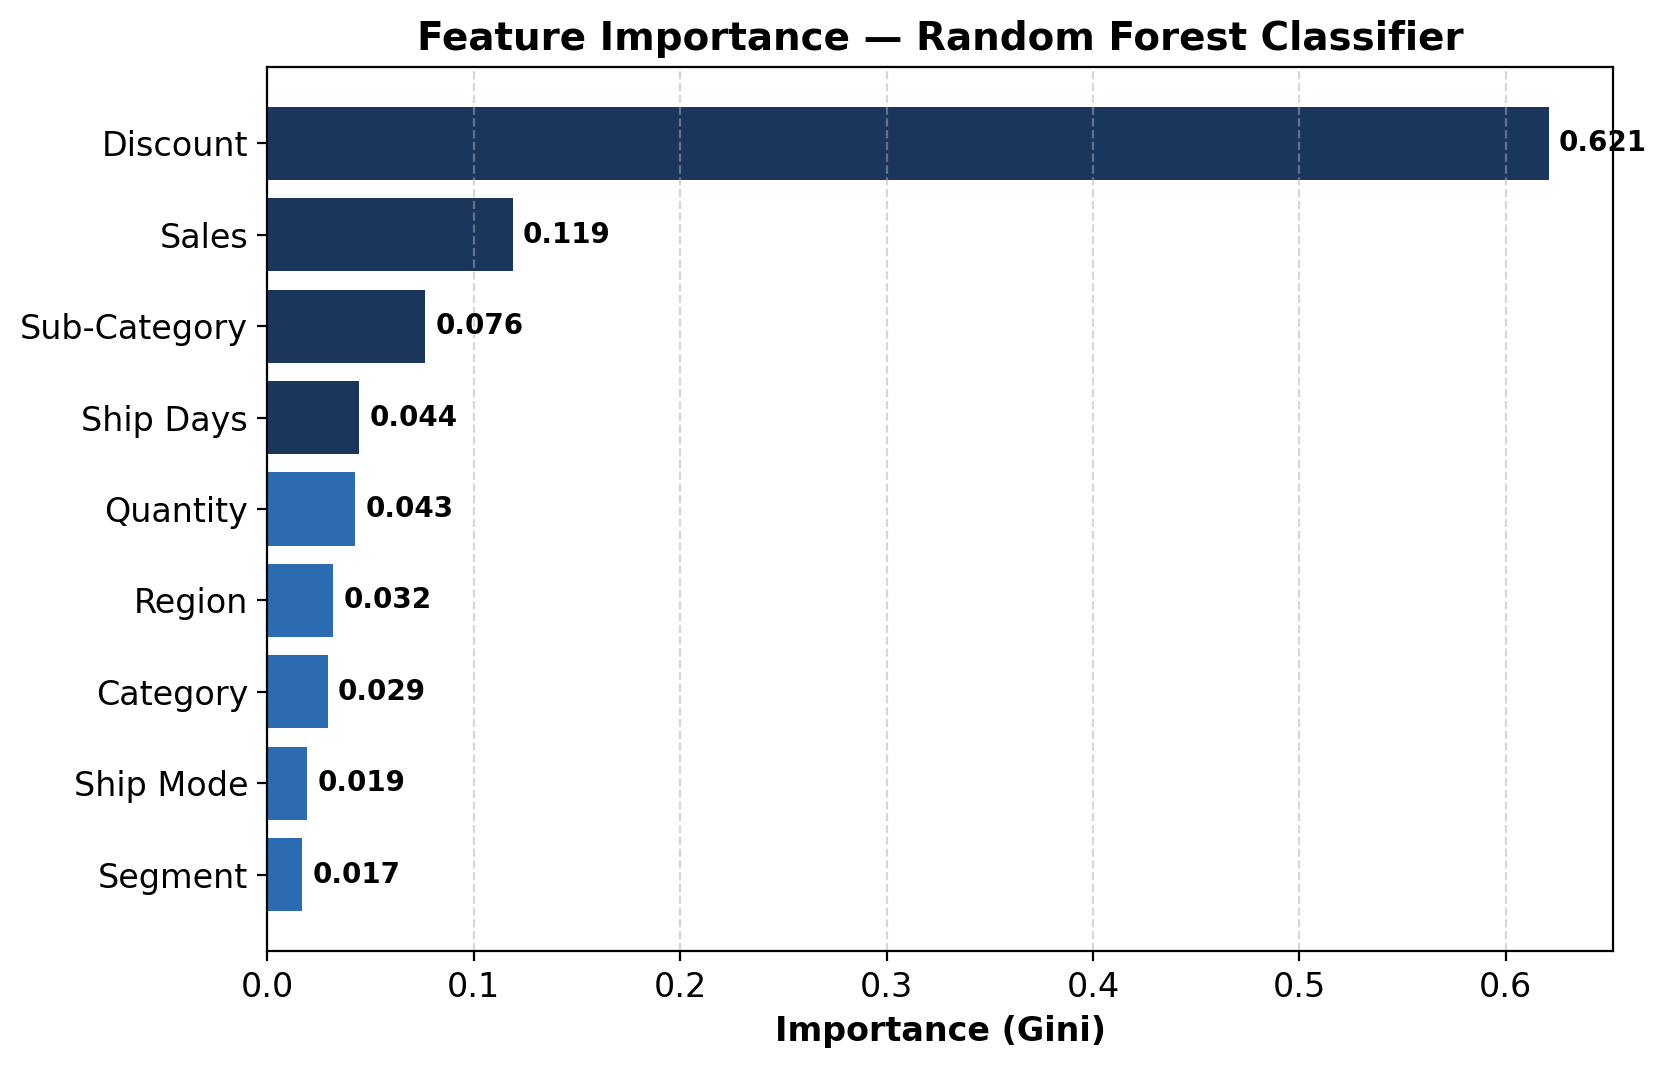 Feature Importance — Random Forest Classifier
Discount 0.621
Sales 0.119
Sub-Category 0.076
Ship Days 0.044
Quantity 0.043
Region 0.032
Category 0.029
Ship Mode 0.019
Segment 0.017
0.0 0.1 0.2 0.3 0.4 0.5 0.6
Importance (Gini)